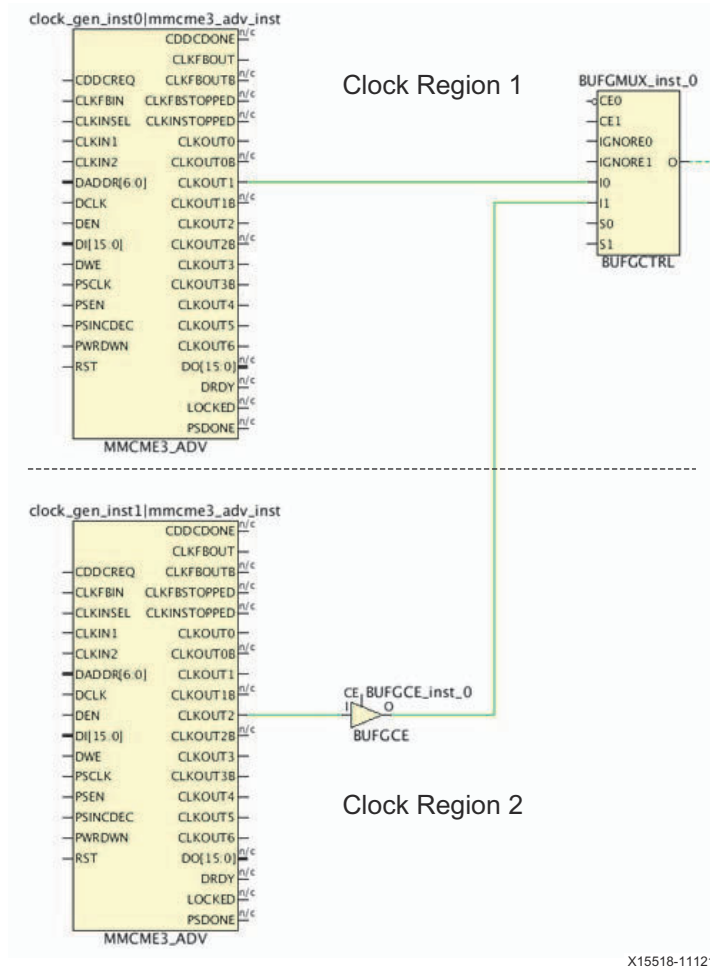 clock_gen_inst0|mmcme3_adv_inst
CDDCDONE n/c
CLKFBOUT
CDDCREQ CLKFBOUTB n/c
CLKFBIN CLKFBSTOPPED n/c
CLKINSEL CLKINSTOPPED n/c
CLKIN1 CLKOUT0
CLKIN2 CLKOUT0B n/c
DADDR[6:0] CLKOUT1
DCLK CLKOUT1B n/c
DEN CLKOUT2
DI[15:0] CLKOUT2B n/c
DWE CLKOUT3
PSCLK CLKOUT3B n/c
PSEN CLKOUT4
PSINCDEC CLKOUT5
PWRDWN CLKOUT6
RST DO[15:0] n/c
DRDY n/c
LOCKED n/c
PSDONE n/c
MMCME3_ADV
Clock Region 1
BUFGMUX_inst_0
CE0
CE1
IGNORE0
IGNORE1 O
I0
I1
S0
S1
BUFGCTRL
clock_gen_inst1|mmcme3_adv_inst
CDDCDONE n/c
CLKFBOUT
CDDCREQ CLKFBOUTB n/c
CLKFBIN CLKFBSTOPPED n/c
CLKINSEL CLKINSTOPPED n/c
CLKIN1 CLKOUT0
CLKIN2 CLKOUT0B n/c
DADDR[6:0] CLKOUT1
DCLK CLKOUT1B n/c
DEN CLKOUT2
DI[15:0] CLKOUT2B n/c
DWE CLKOUT3
PSCLK CLKOUT3B n/c
PSEN CLKOUT4
PSINCDEC CLKOUT5
PWRDWN CLKOUT6
RST DO[15:0] n/c
DRDY n/c
LOCKED n/c
PSDONE n/c
MMCME3_ADV
CE BUFGCE_inst_0
I O
BUFGCE
Clock Region 2
X15518-11121